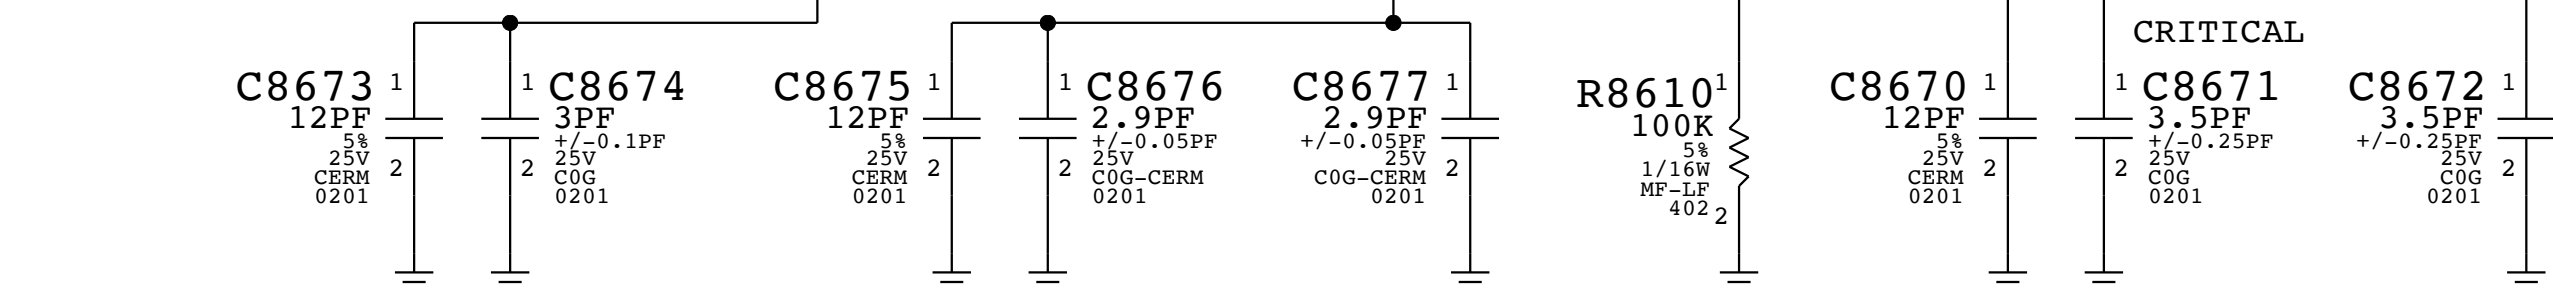 CRITICAL
C8673
1
12PF
5%
25V
CERM
0201
2
1
C8674
3PF
+/-0.1PF
25V
C0G
0201
2
C8675
1
12PF
5%
25V
CERM
0201
2
1
C8676
2.9PF
+/-0.05PF
25V
C0G-CERM
0201
2
C8677
1
2.9PF
+/-0.05PF
25V
C0G-CERM
0201
2
R8610
1
100K
5%
1/16W
MF-LF
402
2
C8670
1
12PF
5%
25V
CERM
0201
2
1
C8671
3.5PF
+/-0.25PF
25V
C0G
0201
2
C8672
1
3.5PF
+/-0.25PF
25V
C0G
0201
2